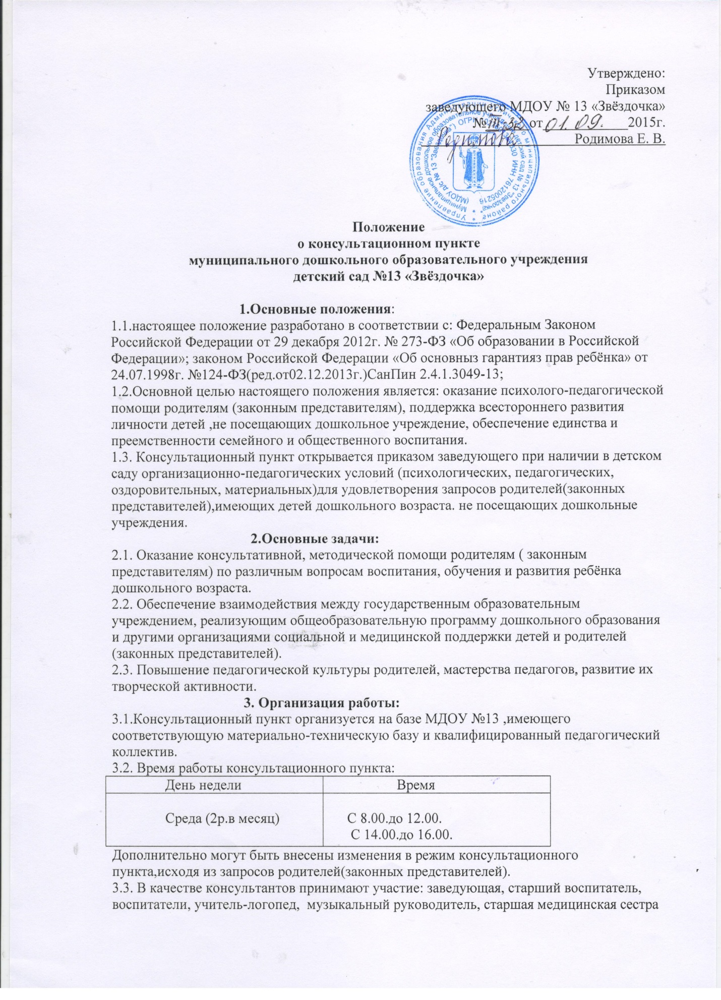 Утверждено:
Приказом
заведующего МДОУ № 13 «Звёздочка»
№ III-32 от 01.09. 2015г.
Родимова Е. В.
Управление образования Администрации Угличского муниципального района
Муниципальное дошкольное образовательное учреждение детский сад № 13 "Звездочка"
(МДОУ д/с № 13 "Звездочка") ОГРН ИНН 7612005216
Положение
о консультационном пункте
муниципального дошкольного образовательного учреждения
детский сад №13 «Звёздочка»
1.Основные положения:
1.1.настоящее положение разработано в соответствии с: Федеральным Законом
Российской Федерации от 29 декабря 2012г. № 273-ФЗ «Об образовании в Российской
Федерации»; законом Российской Федерации «Об основныз гарантияз прав ребёнка» от
24.07.1998г. №124-ФЗ(ред.от02.12.2013г.)СанПин 2.4.1.3049-13;
1.2.Основной целью настоящего положения является: оказание психолого-педагогической
помощи родителям (законным представителям), поддержка всестороннего развития
личности детей ,не посещающих дошкольное учреждение, обеспечение единства и
преемственности семейного и общественного воспитания.
1.3. Консультационный пункт открывается приказом заведующего при наличии в детском
саду организационно-педагогических условий (психологических, педагогических,
оздоровительных, материальных)для удовлетворения запросов родителей(законных
представителей),имеющих детей дошкольного возраста. не посещающих дошкольные
учреждения.
2.Основные задачи:
2.1. Оказание консультативной, методической помощи родителям ( законным
представителям) по различным вопросам воспитания, обучения и развития ребёнка
дошкольного возраста.
2.2. Обеспечение взаимодействия между государственным образовательным
учреждением, реализующим общеобразовательную программу дошкольного образования
и другими организациями социальной и медицинской поддержки детей и родителей
(законных представителей).
2.3. Повышение педагогической культуры родителей, мастерства педагогов, развитие их
творческой активности.
3. Организация работы:
3.1.Консультационный пункт организуется на базе МДОУ №13 ,имеющего
соответствующую материально-техническую базу и квалифицированный педагогический
коллектив.
3.2. Время работы консультационного пункта:
День недели Время
Среда (2р.в месяц) С 8.00.до 12.00.
С 14.00.до 16.00.
Дополнительно могут быть внесены изменения в режим консультационного
пункта,исходя из запросов родителей(законных представителей).
3.3. В качестве консультантов принимают участие: заведующая, старший воспитатель,
воспитатели, учитель-логопед, музыкальный руководитель, старшая медицинская сестра